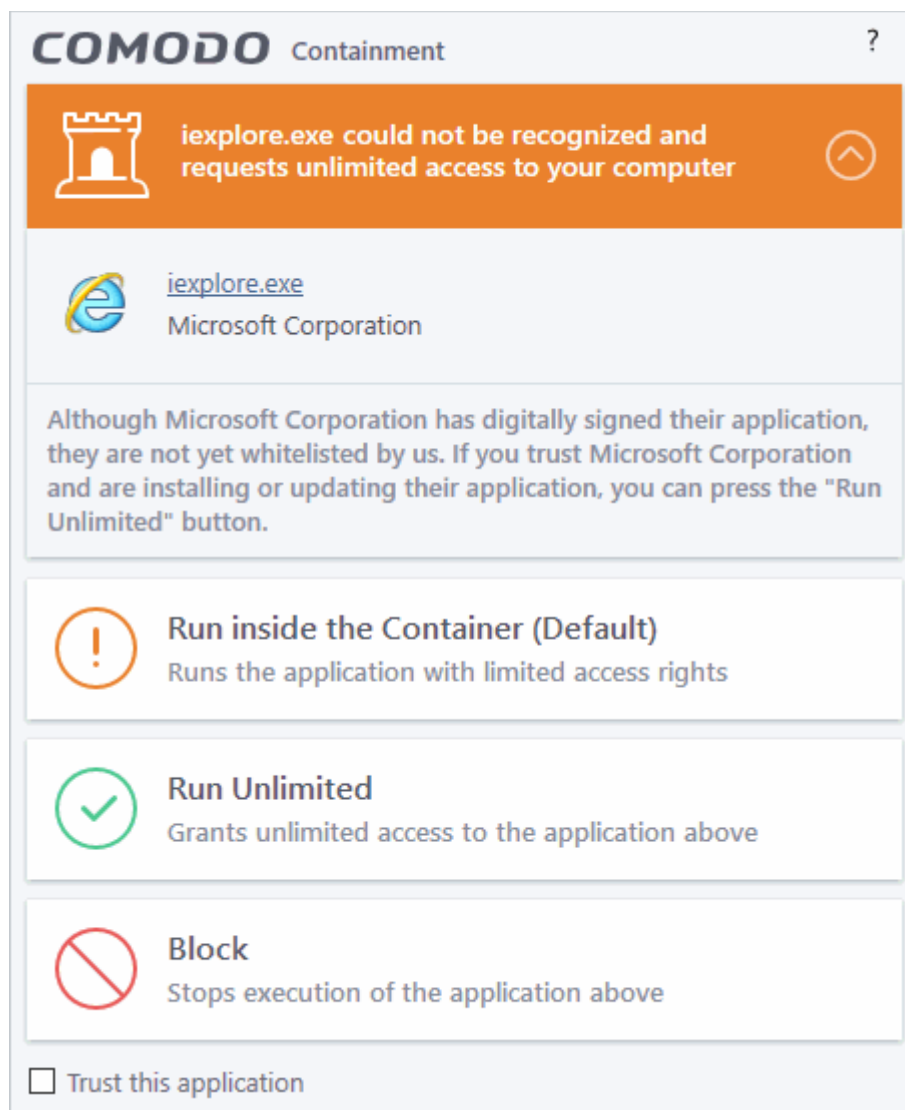 COMODO Containment ?
iexplore.exe could not be recognized and
requests unlimited access to your computer
iexplore.exe
Microsoft Corporation
Although Microsoft Corporation has digitally signed their application,
they are not yet whitelisted by us. If you trust Microsoft Corporation
and are installing or updating their application, you can press the "Run
Unlimited" button.
Run inside the Container (Default)
Runs the application with limited access rights
Run Unlimited
Grants unlimited access to the application above
Block
Stops execution of the application above
Trust this application